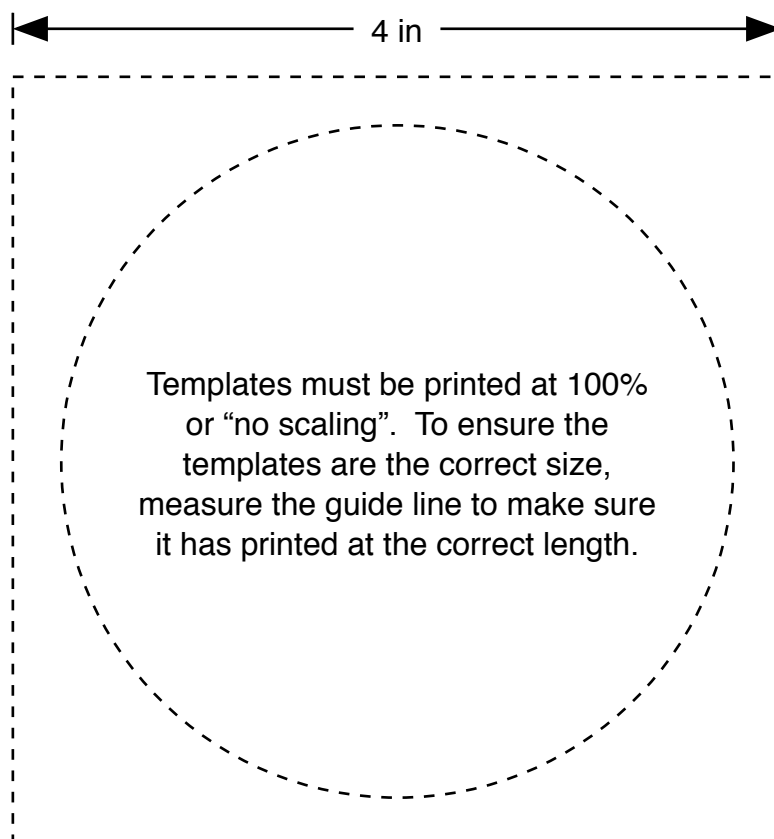 4 in
Templates must be printed at 100%
or “no scaling”.  To ensure the
templates are the correct size,
measure the guide line to make sure
it has printed at the correct length.